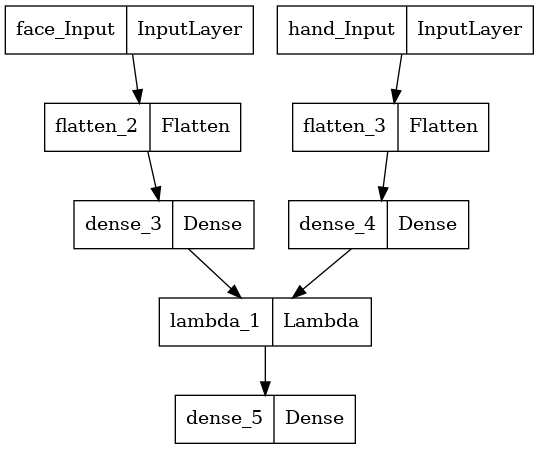 face_Input InputLayer hand_Input InputLayer
flatten_2 Flatten flatten_3 Flatten
dense_3 Dense dense_4 Dense
lambda_1 Lambda
dense_5 Dense